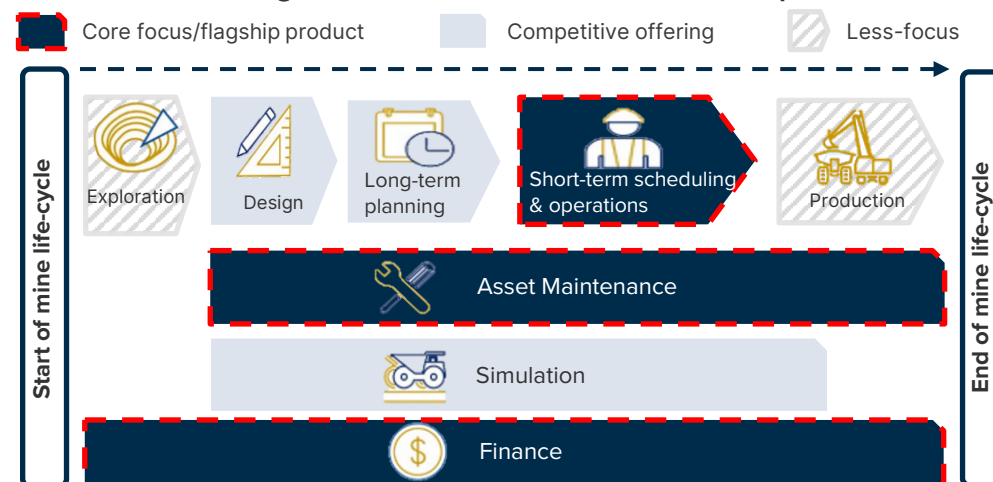 Core focus/flagship product
Competitive offering
Less-focus
Start of mine life-cycle
Exploration
Design
Long-term
planning
Short-term scheduling
& operations
Production
Asset Maintenance
Simulation
$
Finance
End of mine life-cycle